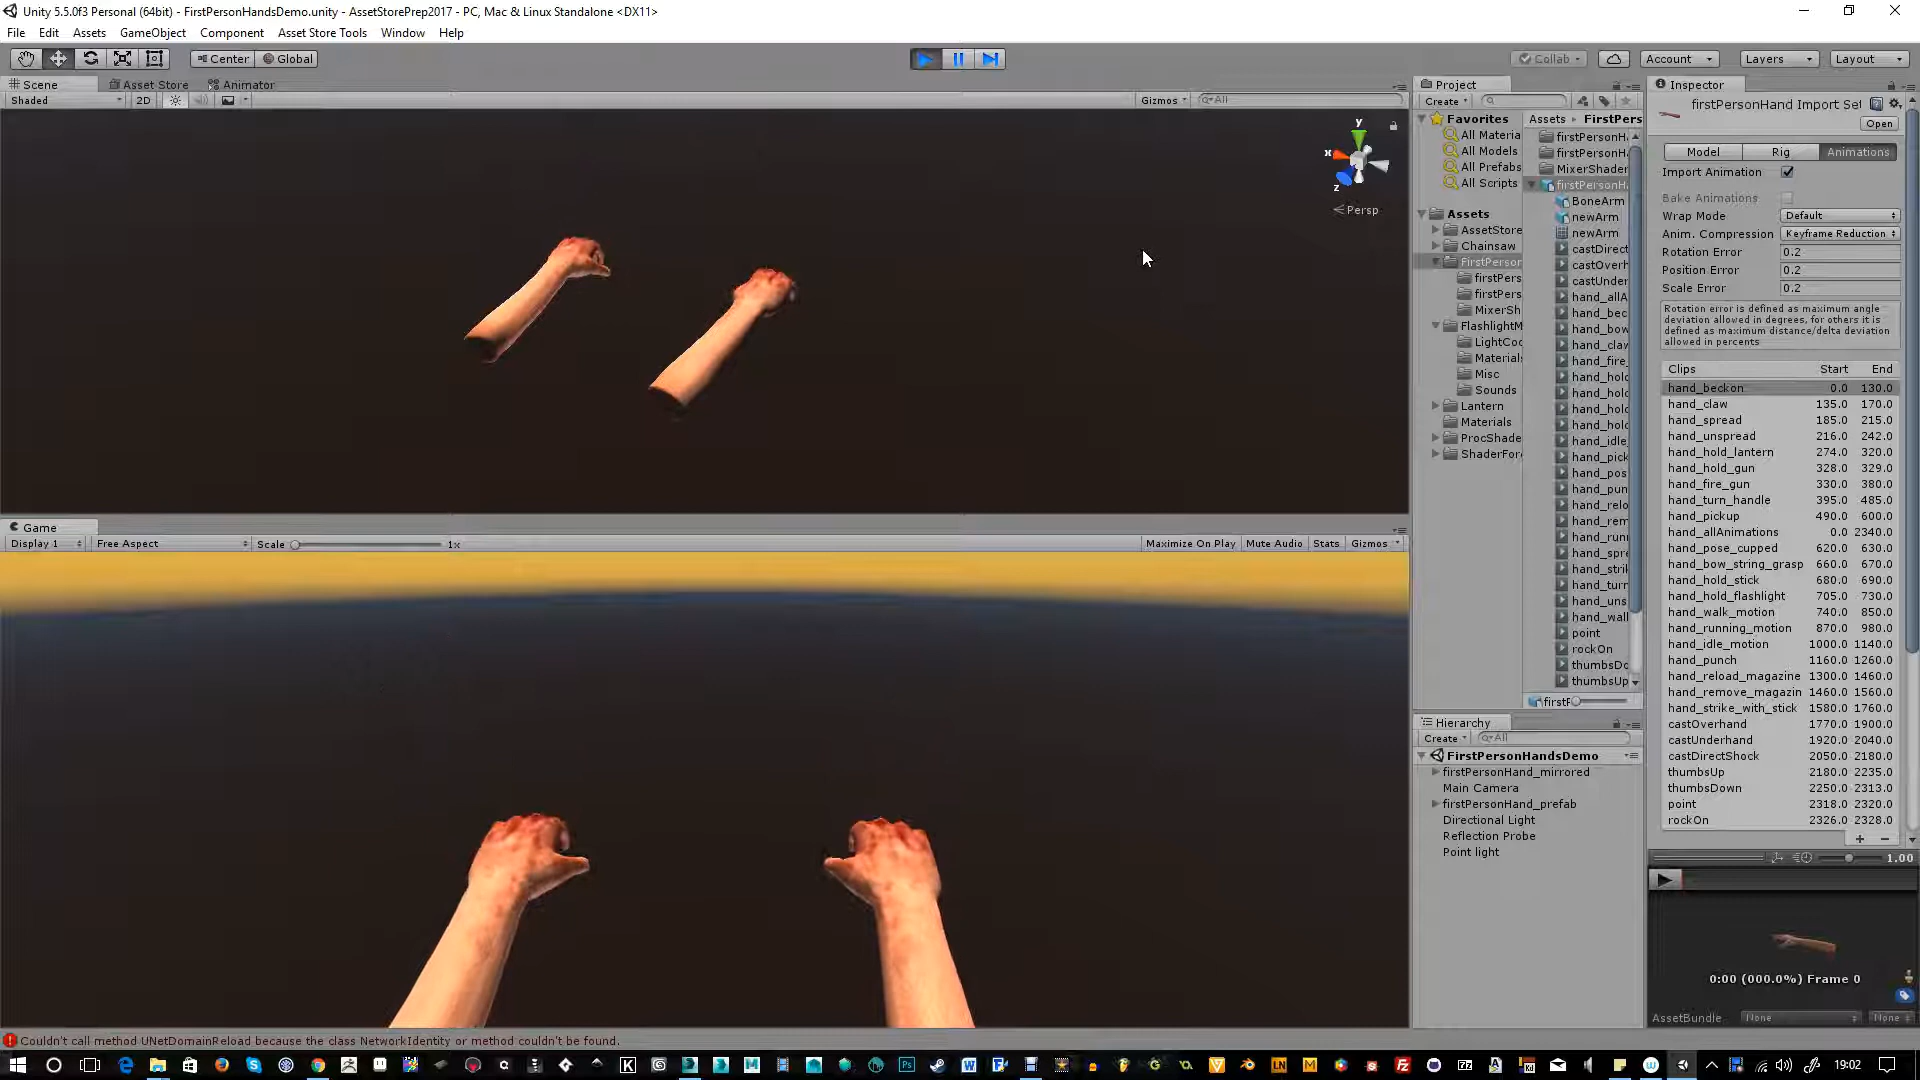 Unity 5.5.0f3 Personal (64bit) - FirstPersonHandsDemo.unity - AssetStorePrep2017 - PC, Mac & Linux Standalone <DX11>
File Edit Assets GameObject Component Asset Store Tools Window Help
Center Global Collab Account Layers Layout
Scene Asset Store Animator
Shaded 2D Gizmos All
y
x
z
Persp
Game
Display 1 Free Aspect Scale 1x Maximize On Play Mute Audio Stats Gizmos
Project
Create
Favorites
All Materia
All Models
All Prefabs
All Scripts
Assets
AssetStore
Chainsaw
FirstPerson
firstPers
firstPers
MixerSh
FlashlightM
LightCoo
Materials
Misc
Sounds
Lantern
Materials
ProcShade
ShaderFor
Assets FirstPers
firstPersonH
firstPersonH
MixerShader
firstPersonH
BoneArm
newArm
newArm
castDirect
castOverh
castUnder
hand_allA
hand_bec
hand_bow
hand_claw
hand_fire_
hand_hold
hand_hold
hand_hold
hand_hold
hand_idle_
hand_pick
hand_pos
hand_pun
hand_relo
hand_rem
hand_runn
hand_spre
hand_strik
hand_turn
hand_uns
hand_wall
point
rockOn
thumbsDo
thumbsUp
firstF
Hierarchy
Create All
FirstPersonHandsDemo
firstPersonHand_mirrored
Main Camera
firstPersonHand_prefab
Directional Light
Reflection Probe
Point light
Inspector
firstPersonHand Import Set
Open
Model Rig Animations
Import Animation
Bake Animations
Wrap Mode Default
Anim. Compression Keyframe Reduction
Rotation Error 0.2
Position Error 0.2
Scale Error 0.2
Rotation error is defined as maximum angle
deviation allowed in degrees, for others it is
defined as maximum distance/delta deviation
allowed in percents
Clips Start End
hand_beckon 0.0 130.0
hand_claw 135.0 170.0
hand_spread 185.0 215.0
hand_unspread 216.0 242.0
hand_hold_lantern 274.0 320.0
hand_hold_gun 328.0 329.0
hand_fire_gun 330.0 380.0
hand_turn_handle 395.0 485.0
hand_pickup 490.0 600.0
hand_allAnimations 0.0 2340.0
hand_pose_cupped 620.0 630.0
hand_bow_string_grasp 660.0 670.0
hand_hold_stick 680.0 690.0
hand_hold_flashlight 705.0 730.0
hand_walk_motion 740.0 850.0
hand_running_motion 870.0 980.0
hand_idle_motion 1000.0 1140.0
hand_punch 1160.0 1260.0
hand_reload_magazine 1300.0 1460.0
hand_remove_magazin 1460.0 1560.0
hand_strike_with_stick 1580.0 1760.0
castOverhand 1770.0 1900.0
castUnderhand 1920.0 2040.0
castDirectShock 2050.0 2180.0
thumbsUp 2180.0 2235.0
thumbsDown 2250.0 2313.0
point 2318.0 2320.0
rockOn 2326.0 2328.0
1.00
0:00 (000.0%) Frame 0
AssetBundle None None
Couldn't call method UNetDomainReload because the class NetworkIdentity or method couldn't be found.
19:02